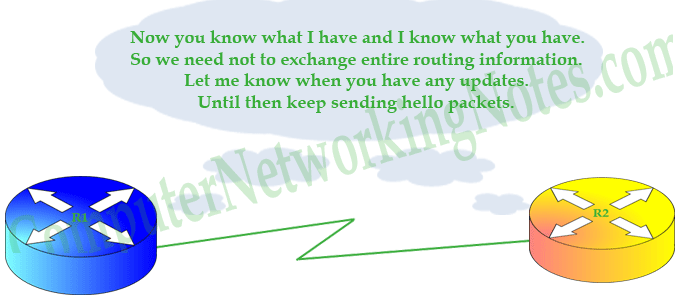 Now you know what I have and I know what you have.
So we need not to exchange entire routing information.
Let me know when you have any updates.
Until then keep sending hello packets.
ComputerNetworkingNotes.com
R1
R2